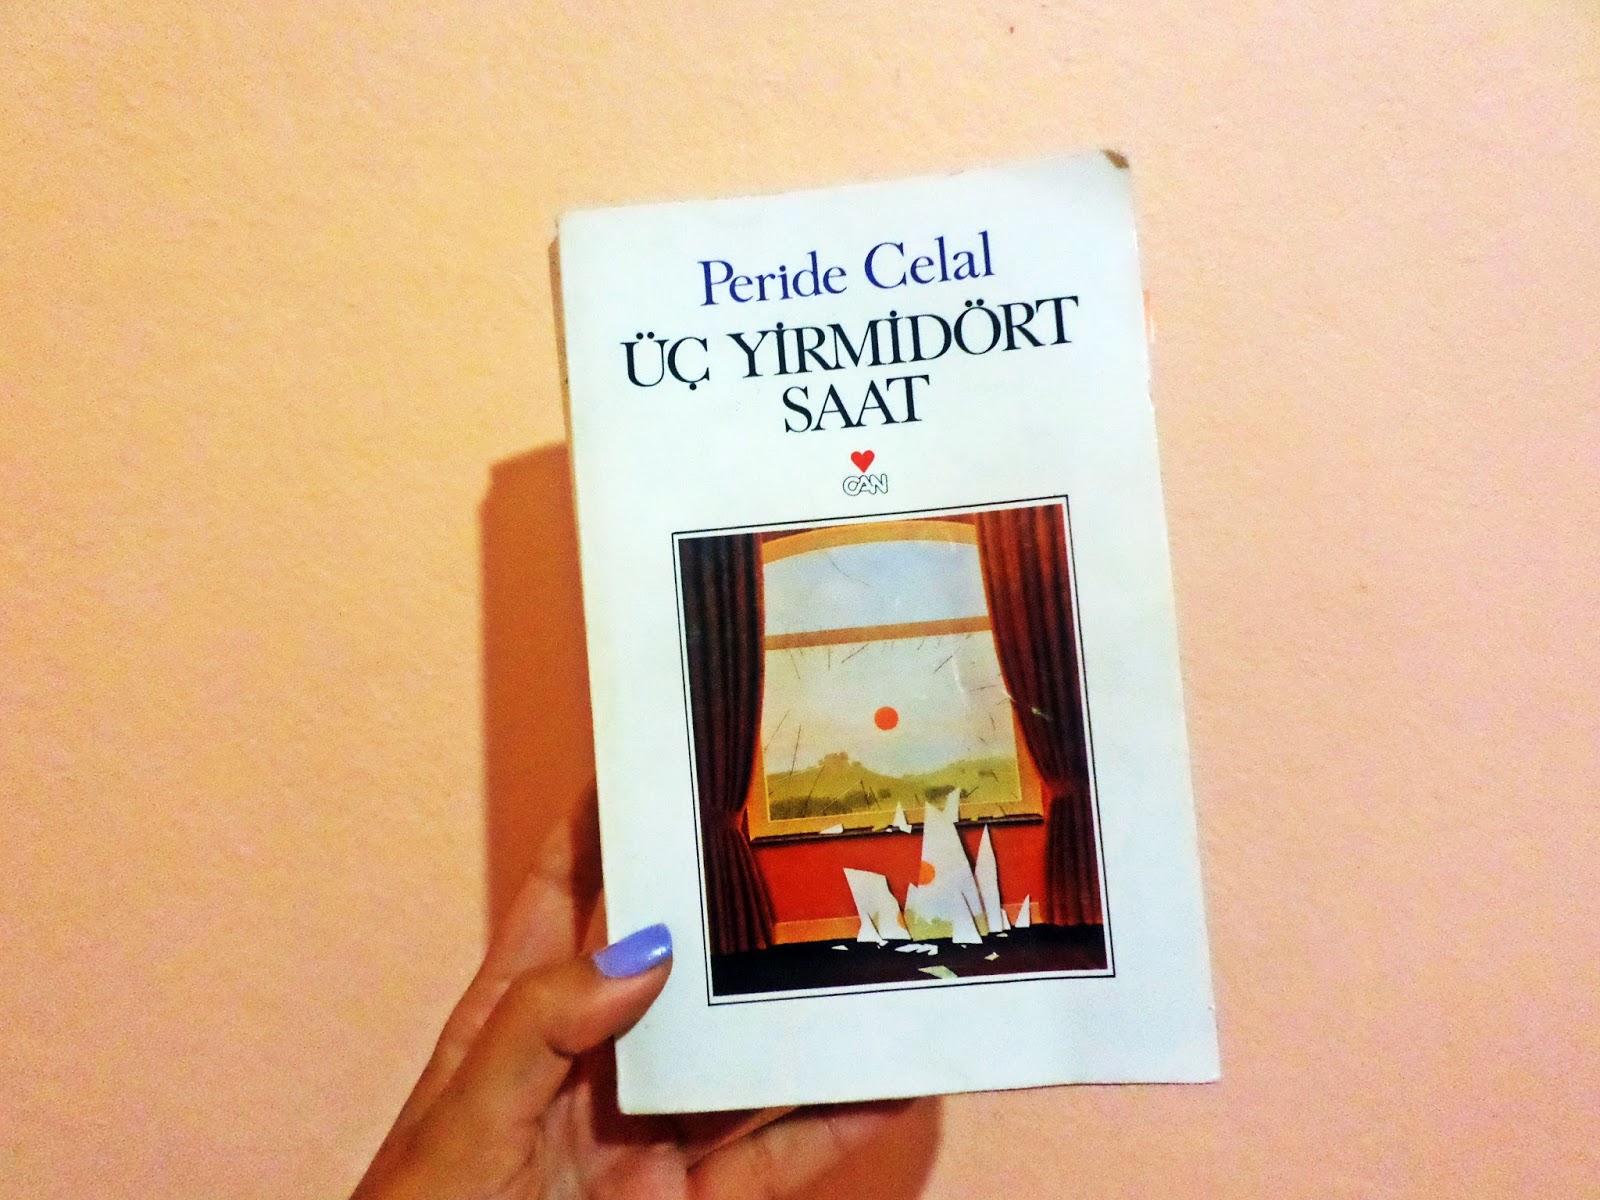 Peride Celal
ÜÇ YİRMİDÖRT
SAAT
CAN